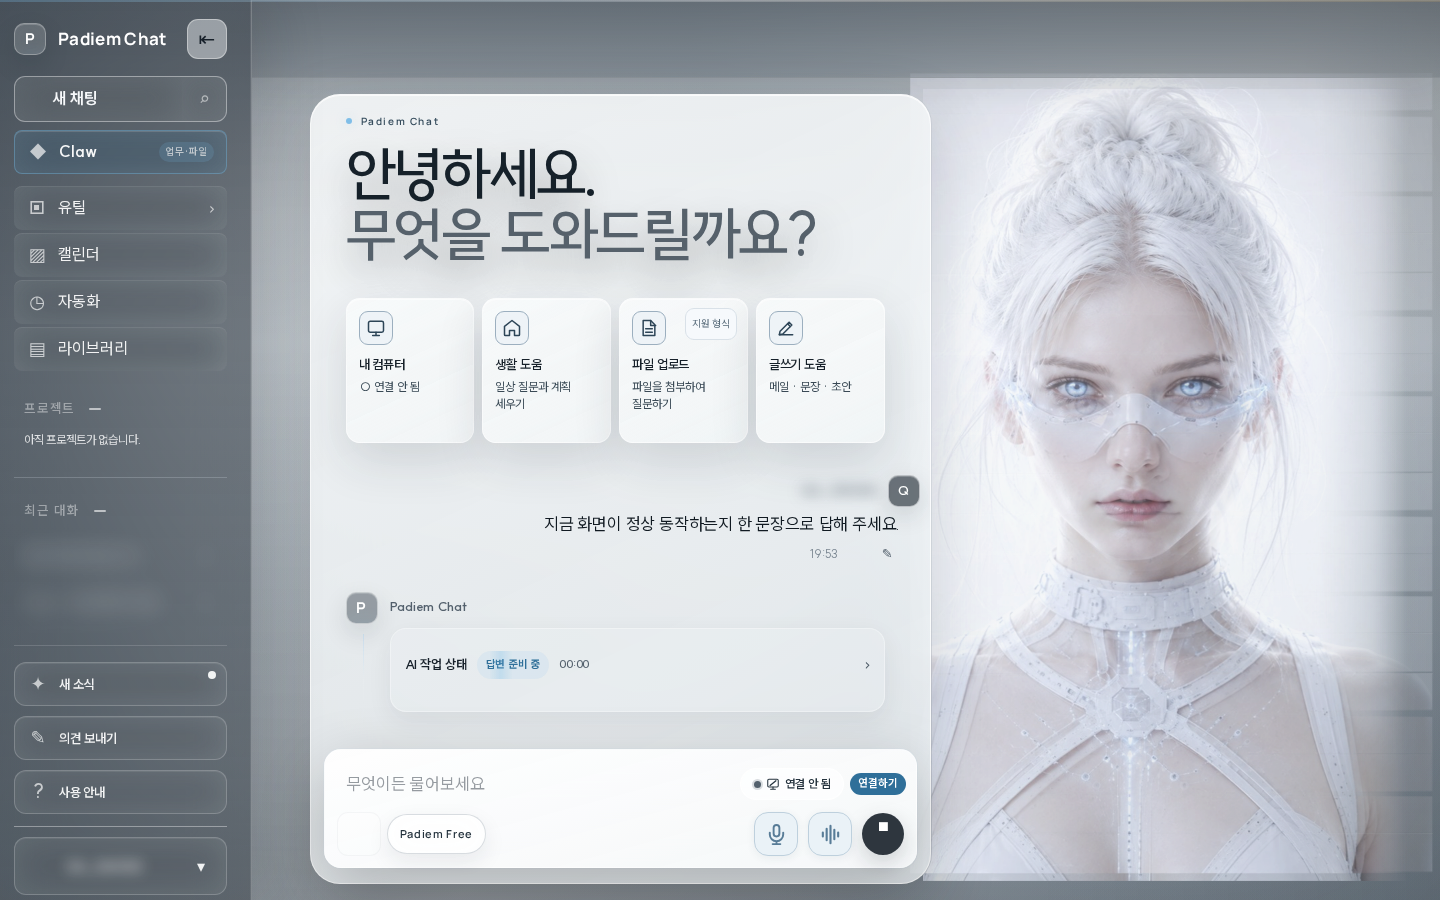 P
Padiem Chat
새 채팅
Claw
업무·파일
유틸
캘린더
자동화
라이브러리
프로젝트
아직 프로젝트가 없습니다.
최근 대화
새 소식
의견 보내기
? 사용 안내
Padiem Chat
안녕하세요.
무엇을 도와드릴까요?
내 컴퓨터
연결 안 됨
생활 도움
일상 질문과 계획
세우기
지원 형식
파일 업로드
파일을 첨부하여
질문하기
글쓰기 도움
메일 · 문장 · 초안
Q
지금 화면이 정상 동작하는지 한 문장으로 답해 주세요.
19:53
P
Padiem Chat
AI 작업 상태
답변 준비 중
00:00
무엇이든 물어보세요
연결 안 됨
연결하기
Padiem Free